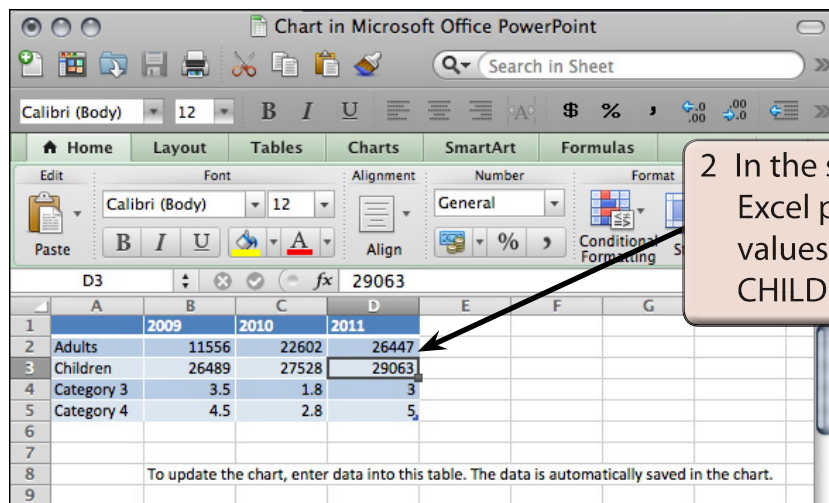 Chart in Microsoft Office PowerPoint
Search in Sheet
Calibri (Body) 12 B I U $ % , .0 .00 .00 .0
Home Layout Tables Charts SmartArt Formulas
Edit Font Alignment Number Format
Calibri (Body) 12 General
Paste B I U A Align % , Conditional Formatting
D3 fx 29063
A B C D E F G
1 2009 2010 2011
2 Adults 11556 22602 26447
3 Children 26489 27528 29063
4 Category 3 3.5 1.8 3
5 Category 4 4.5 2.8 5
6
7
8 To update the chart, enter data into this table. The data is automatically saved in the chart.
9
2 In the
Excel
values
CHILD